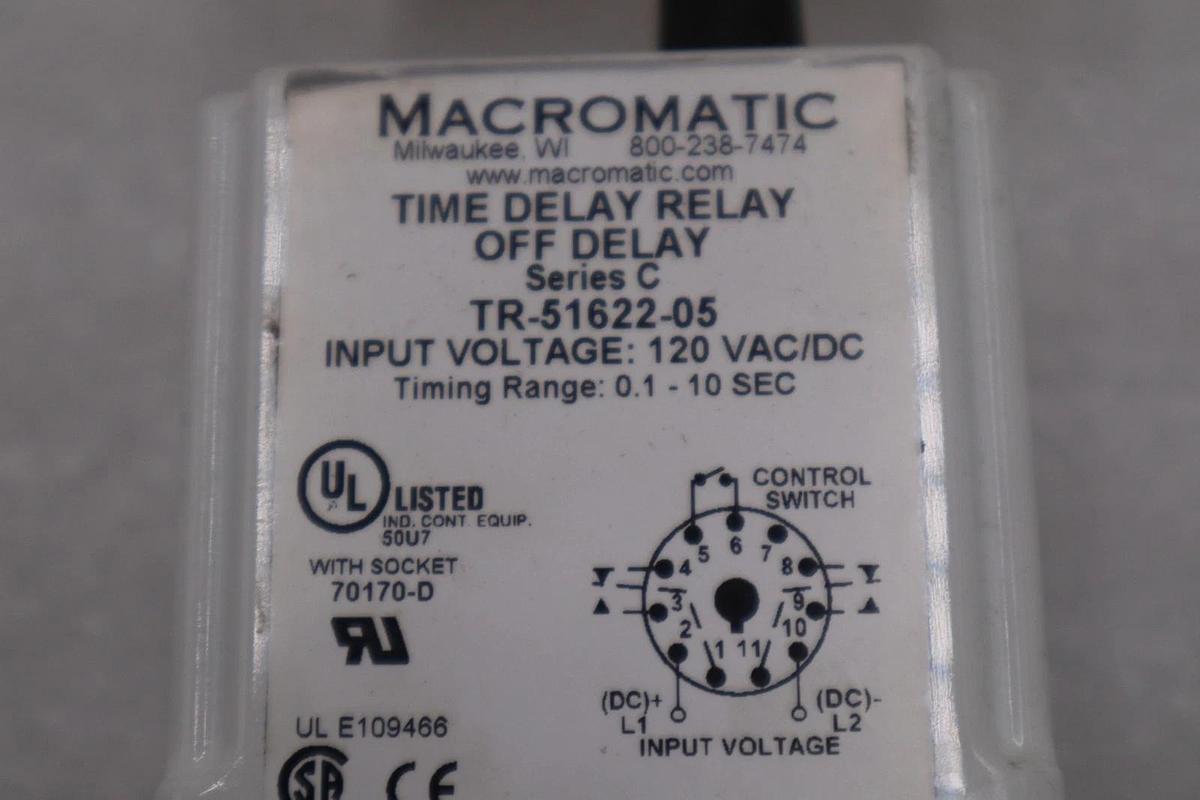 MACROMATIC
Milwaukee, WI 800-238-7474
www.macromatic.com
TIME DELAY RELAY
OFF DELAY
Series C
TR-51622-05
INPUT VOLTAGE: 120 VAC/DC
Timing Range: 0.1 - 10 SEC
UL LISTED
IND. CONT. EQUIP.
50U7
WITH SOCKET
70170-D
RU
UL E109466
SA
CE
CONTROL
SWITCH
5 6 7
4 8
3 9
2 10
1 11
(DC)+ (DC)-
L1 L2
INPUT VOLTAGE